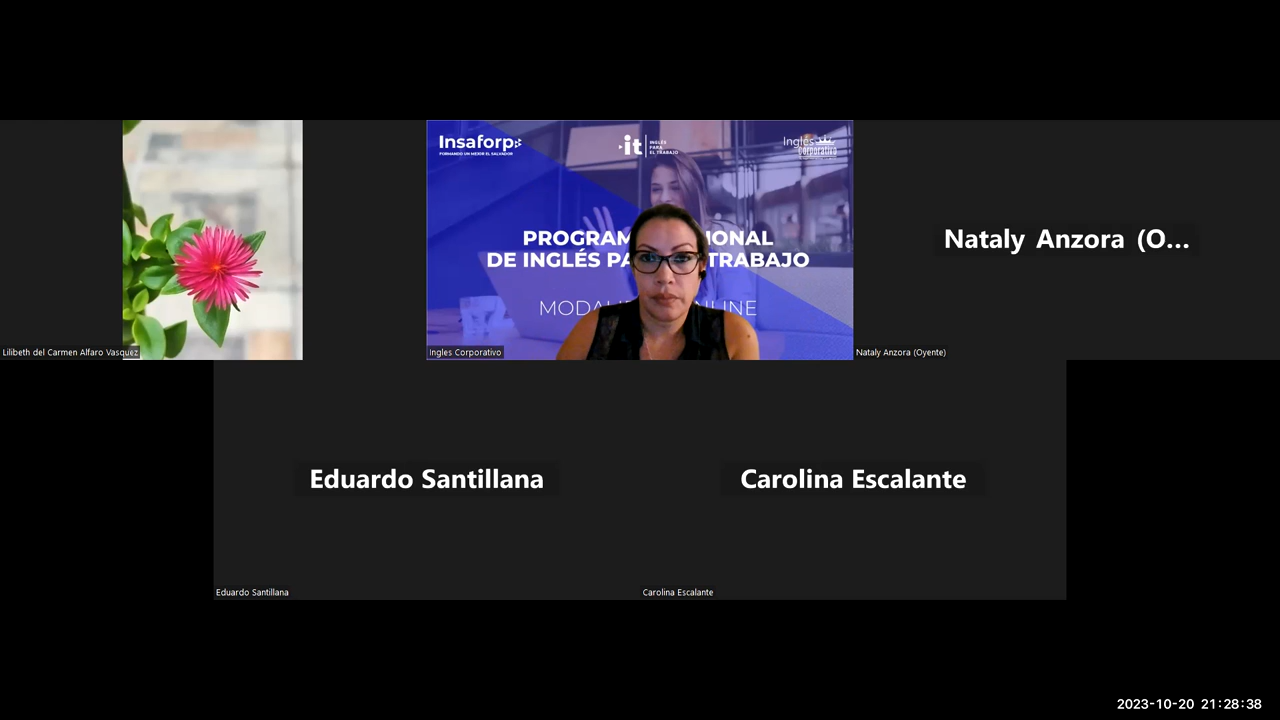 Insaforp
FORMANDO UN MEJOR EL SALVADOR
it
INGLÉS
PARA
EL TRABAJO
Inglés
corporativo
PROGRAM IONAL
DE INGLÉS PA TRABAJO
MODALI NLINE
Nataly Anzora (O...
Lilibeth del Carmen Alfaro Vasquez
Ingles Corporativo
Nataly Anzora (Oyente)
Eduardo Santillana
Carolina Escalante
Eduardo Santillana
Carolina Escalante
2023-10-20 21:28:38